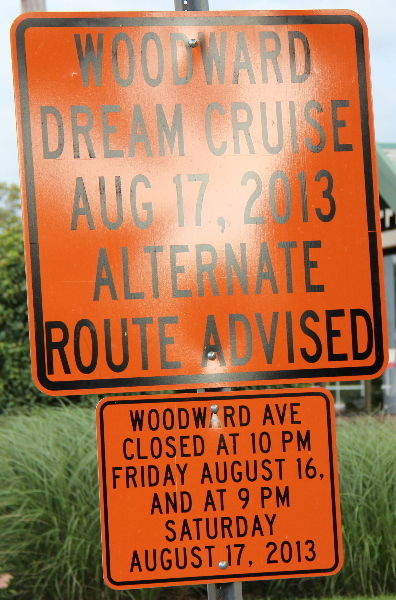 WOODWARD
DREAM CRUISE
AUG 17, 2013
ALTERNATE
ROUTE ADVISED
WOODWARD AVE
CLOSED AT 10 PM
FRIDAY AUGUST 16,
AND AT 9 PM
SATURDAY
AUGUST 17, 2013